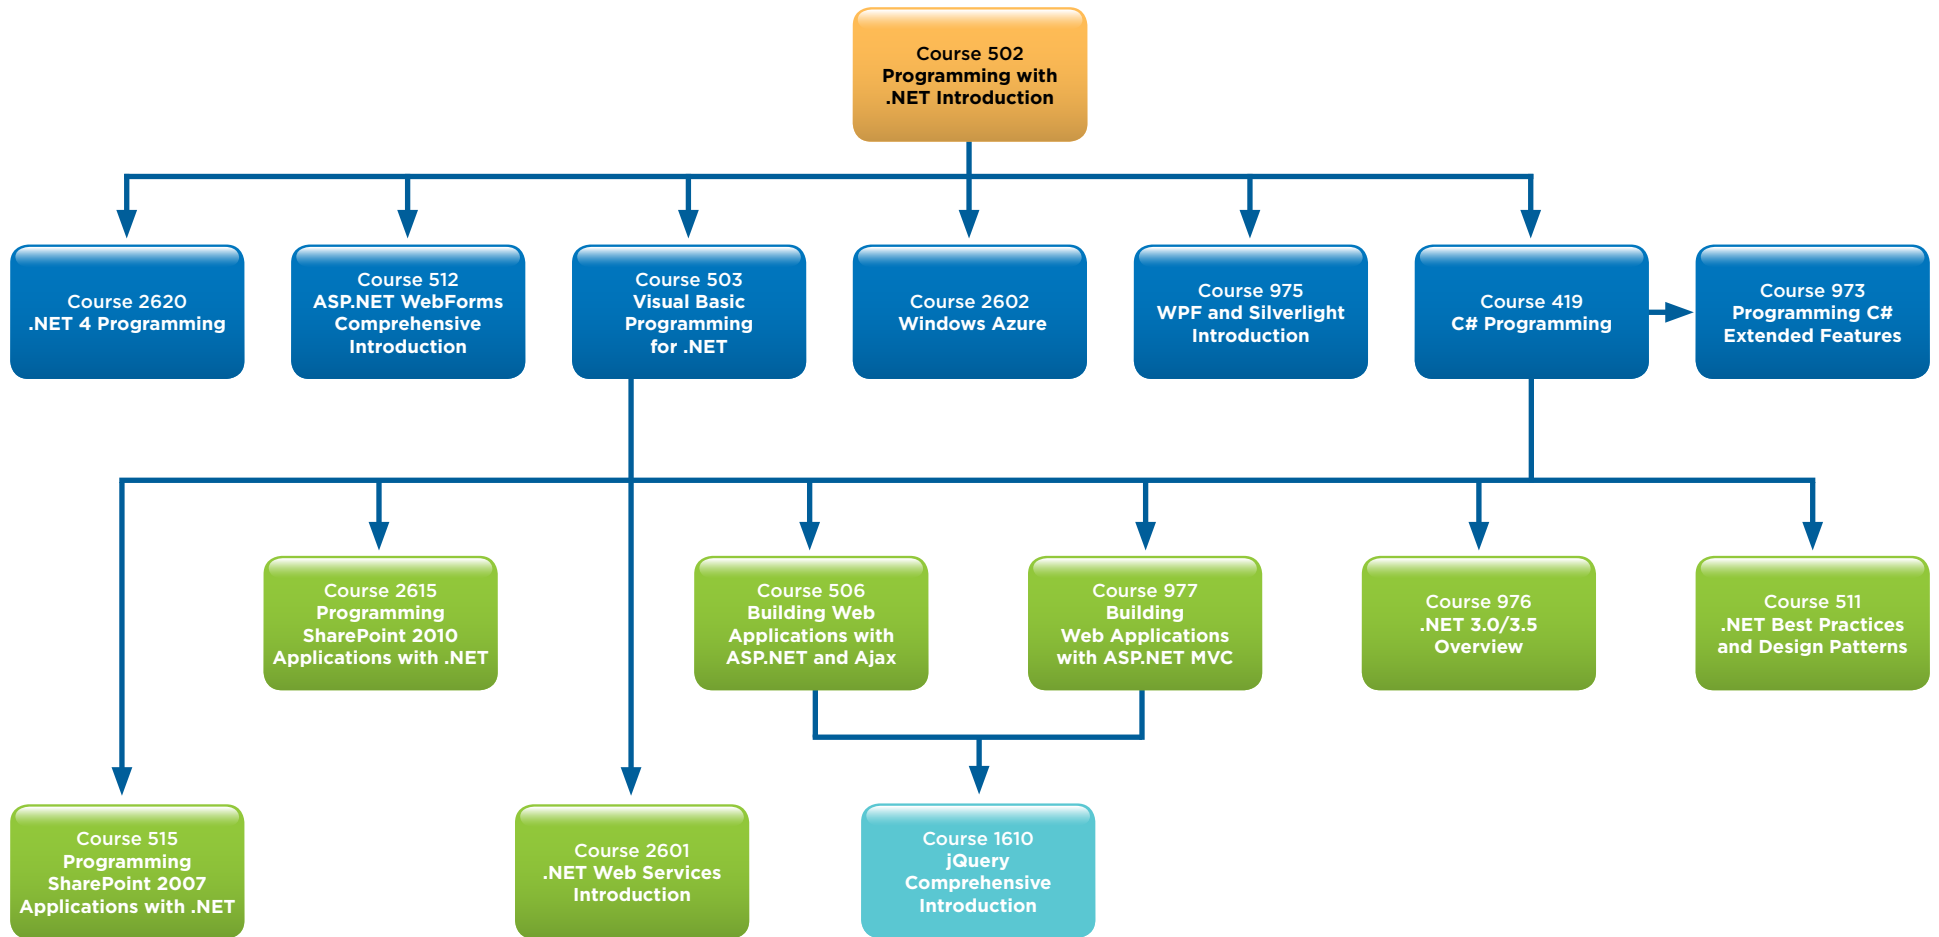 Course 502
Programming with
.NET Introduction
Course 2620
.NET 4 Programming
Course 512
ASP.NET WebForms
Comprehensive
Introduction
Course 503
Visual Basic
Programming
for .NET
Course 2602
Windows Azure
Course 975
WPF and Silverlight
Introduction
Course 419
C# Programming
Course 973
Programming C#
Extended Features
Course 2615
Programming
SharePoint 2010
Applications with .NET
Course 506
Building Web
Applications with
ASP.NET and Ajax
Course 977
Building
Web Applications
with ASP.NET MVC
Course 976
.NET 3.0/3.5
Overview
Course 511
.NET Best Practices
and Design Patterns
Course 515
Programming
SharePoint 2007
Applications with .NET
Course 2601
.NET Web Services
Introduction
Course 1610
jQuery
Comprehensive
Introduction